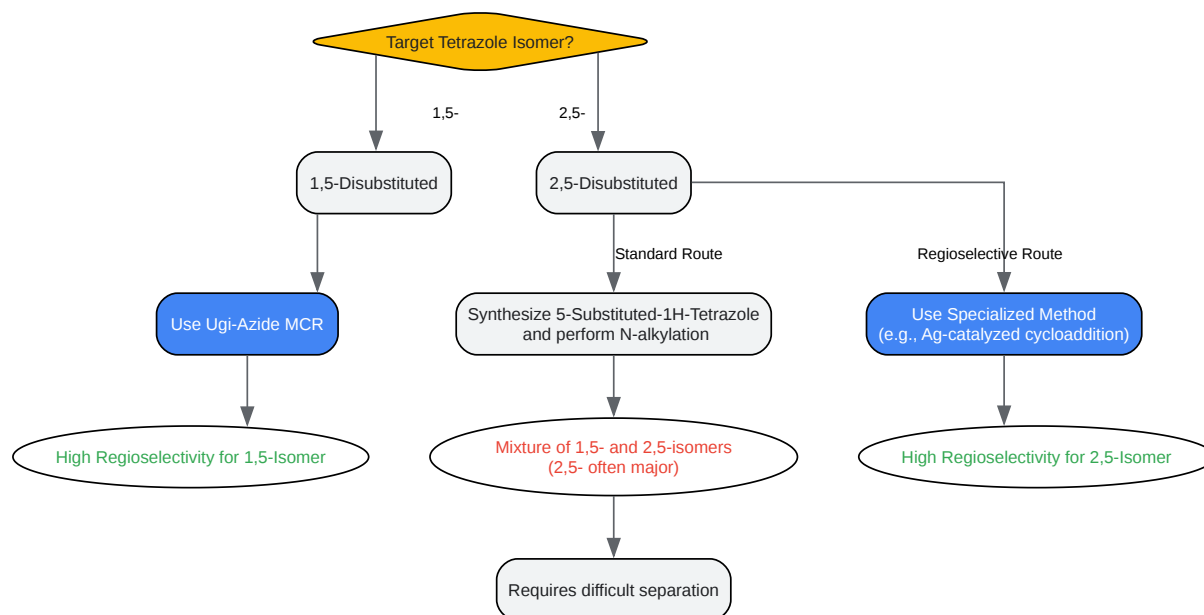 Target Tetrazole Isomer?
1,5-
2,5-
1,5-Disubstituted
2,5-Disubstituted
Standard Route
Regioselective Route
Use Ugi-Azide MCR
Synthesize 5-Substituted-1H-Tetrazole
and perform N-alkylation
Use Specialized Method
(e.g., Ag-catalyzed cycloaddition)
High Regioselectivity for 1,5-Isomer
Mixture of 1,5- and 2,5-isomers
(2,5- often major)
High Regioselectivity for 2,5-Isomer
Requires difficult separation